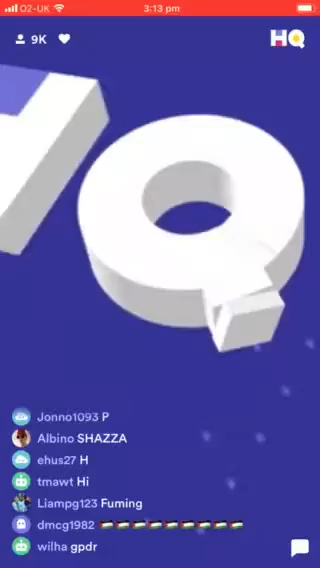 O2-UK 3:13 pm
9K HQ
Q
Jonno1093 P
Albino SHAZZA
ehus27 H
tmawt Hi
Liampg123 Fuming
dmcg1982
wilha gpdr